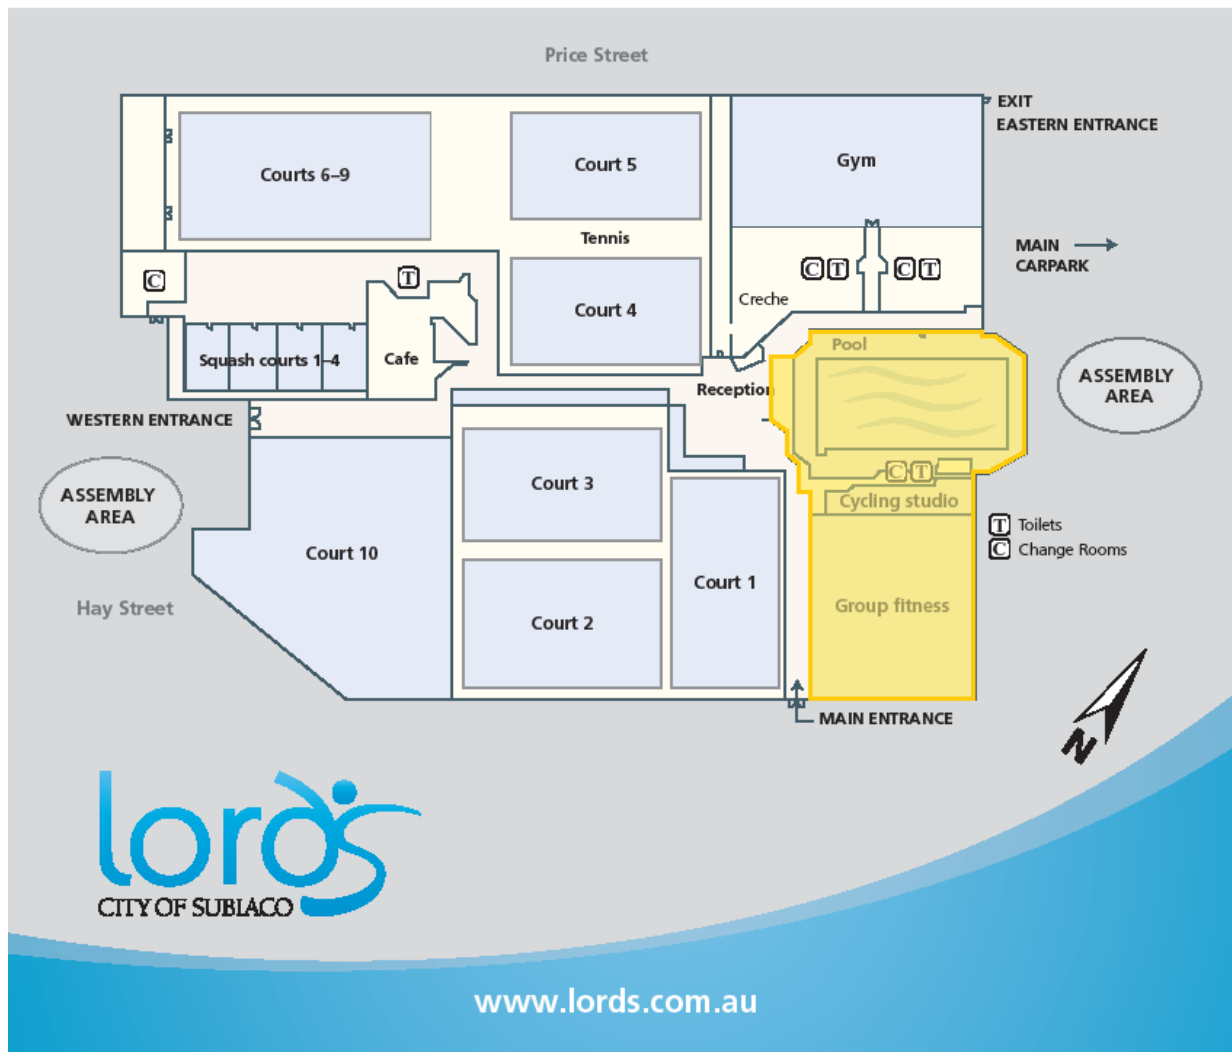 Price Street
EXIT
EASTERN ENTRANCE
Courts 6–9
Court 5
Gym
Tennis
MAIN
CARPARK
C
T
C T
C T
Creche
Court 4
Pool
Squash courts 1–4
Cafe
Reception
ASSEMBLY
AREA
WESTERN ENTRANCE
C T
Court 3
ASSEMBLY
AREA
Cycling studio
T Toilets
C Change Rooms
Court 10
Court 1
Hay Street
Court 2
Group fitness
MAIN ENTRANCE
N
lords
CITY OF SUBIACO
www.lords.com.au